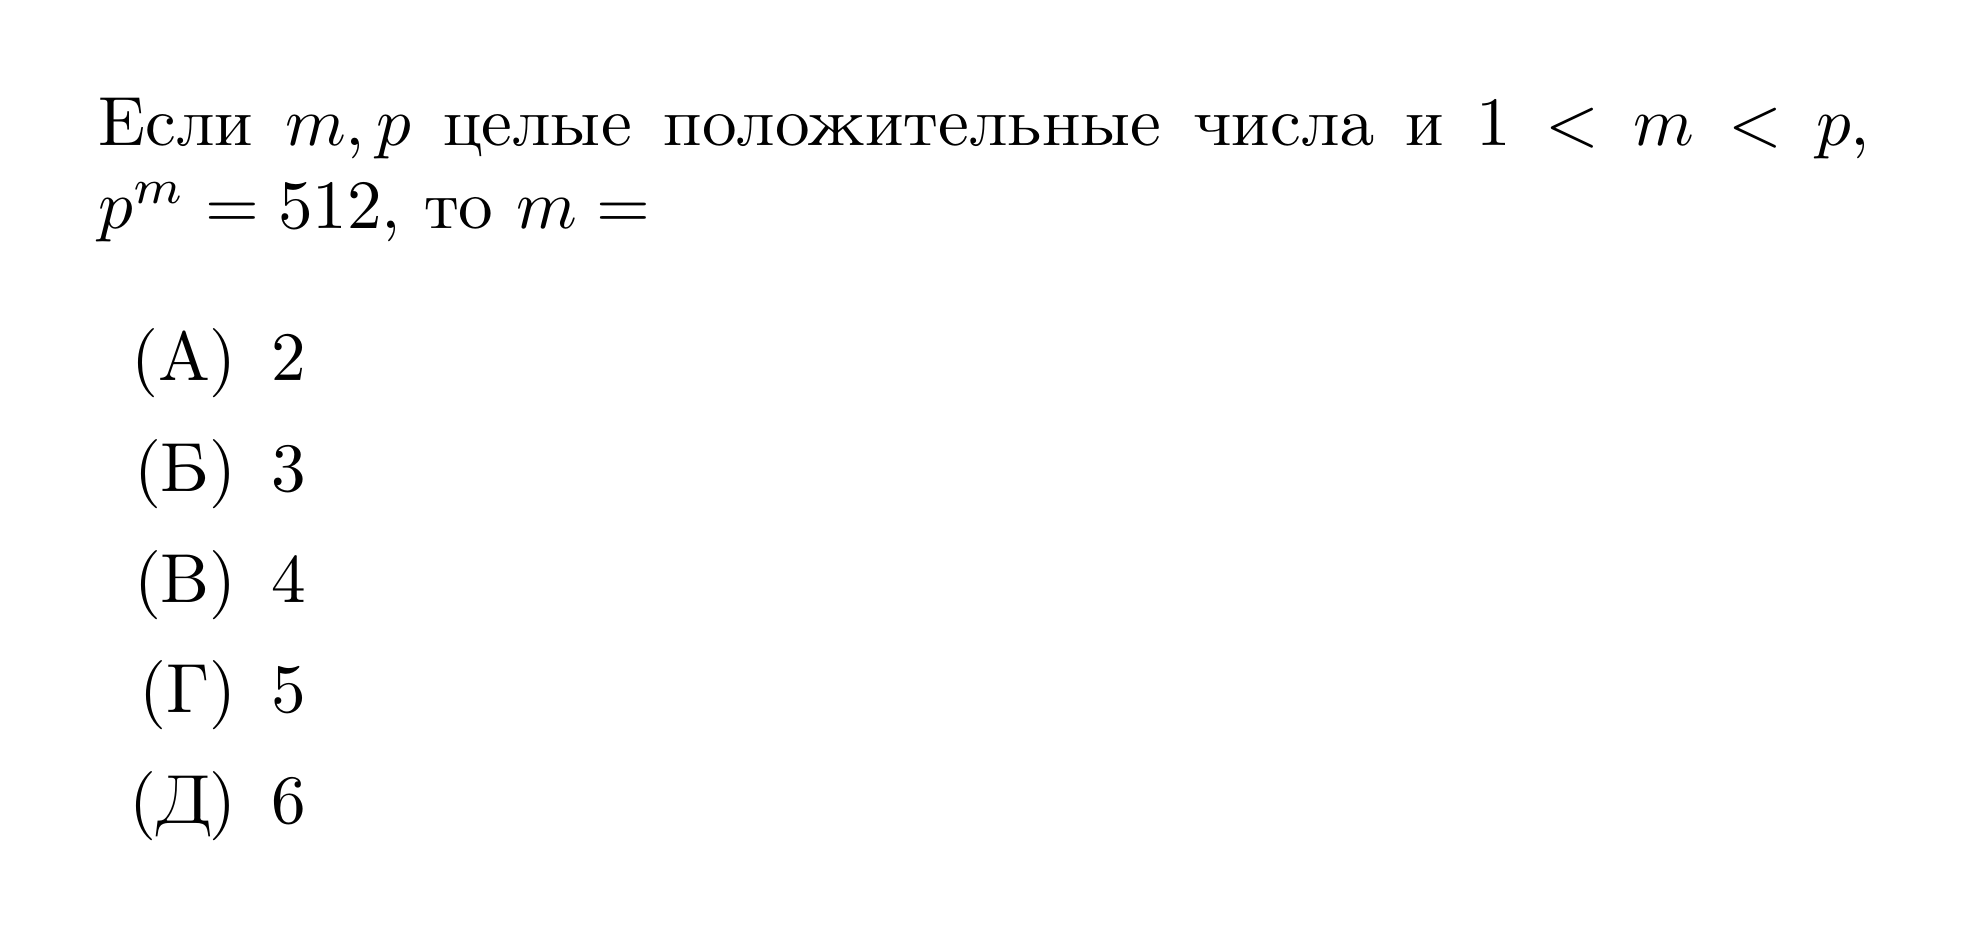 Если m, p целые положительные числа и 1 < m < p,
p^m = 512, то m =
(А) 2
(Б) 3
(В) 4
(Г) 5
(Д) 6